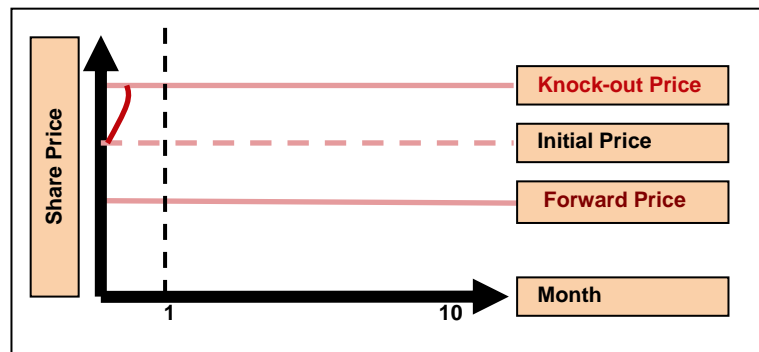 Share Price
Knock-out Price
Initial Price
Forward Price
Month
1
10